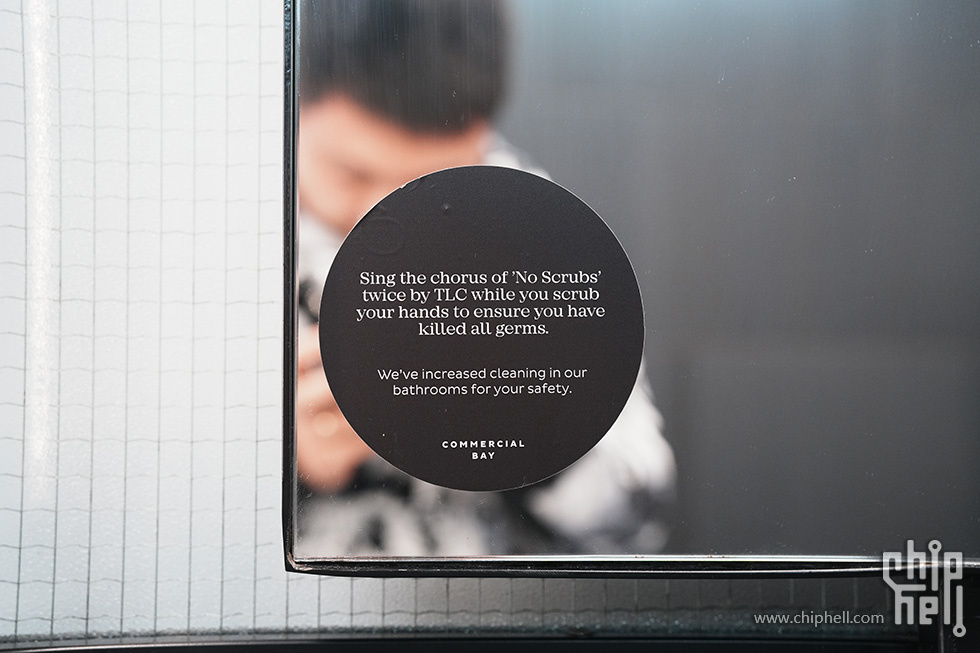 Sing the chorus of 'No Scrubs'
twice by TLC while you scrub
your hands to ensure you have
killed all germs.
We've increased cleaning in our
bathrooms for your safety.
COMMERCIAL
BAY
www.chiphell.com
chip
hell